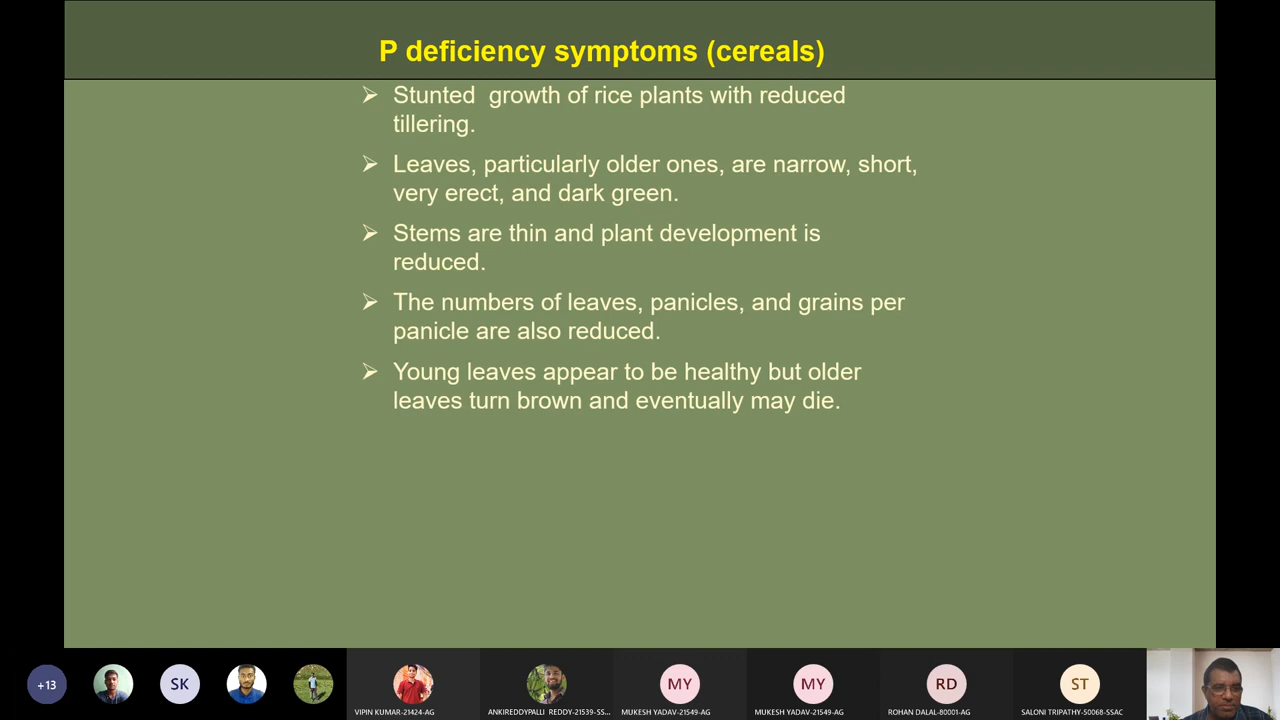 P deficiency symptoms (cereals)
➢ Stunted growth of rice plants with reduced
tillering.
➢ Leaves, particularly older ones, are narrow, short,
very erect, and dark green.
➢ Stems are thin and plant development is
reduced.
➢ The numbers of leaves, panicles, and grains per
panicle are also reduced.
➢ Young leaves appear to be healthy but older
leaves turn brown and eventually may die.
+13
SK
MY
MY
RD
ST
VIPIN KUMAR-21424-AG
ANKIREDDYPALLI REDDY-21539-SS...
MUKESH YADAV-21549-AG
MUKESH YADAV-21549-AG
ROHAN DALAL-80001-AG
SALONI TRIPATHY-50068-SSAC